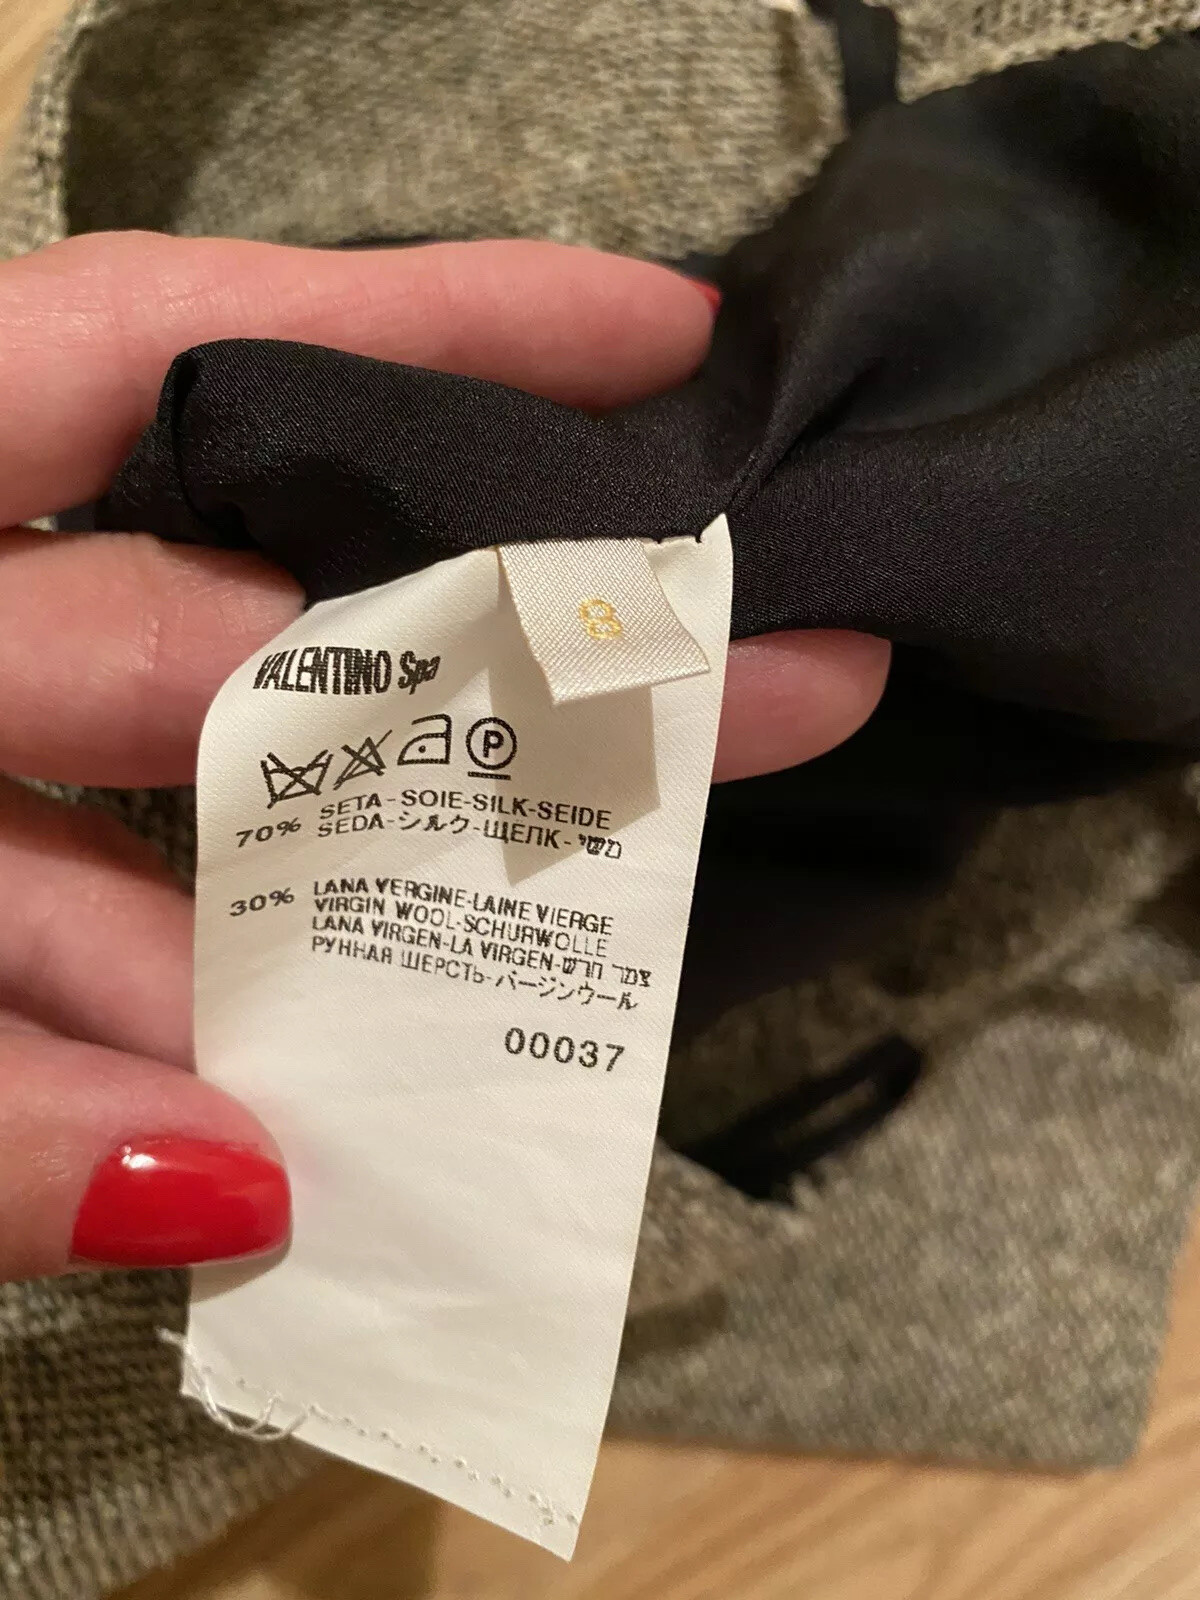 8
VALENTINO Spa
P
70% SETA-SOIE-SILK-SEIDE
SEDA-シルク-ЩЁПК-משי
30% LANA VERGINE-LAINE VIERGE
VIRGIN WOOL-SCHURWOLLE
LANA VIRGEN-LA VIRGEN-צמר חדש
РУННАЯ ШЕРСТЬ-バージンウール
00037